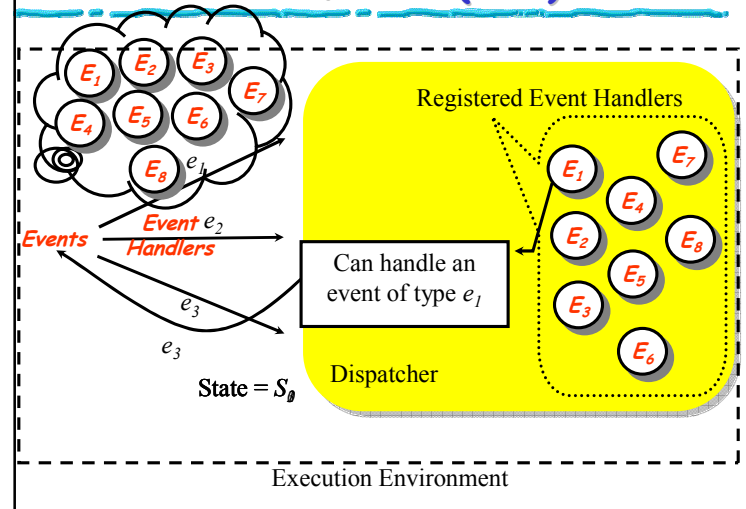 E1
E2
E3
E7
E4
E5
E6
E8
e1
Registered Event Handlers
E1
E7
E4
E2
E8
E5
E3
E6
Events
Event e2
Handlers
Can handle an
event of type e1
e3
e3
Dispatcher
State = S
Execution Environment